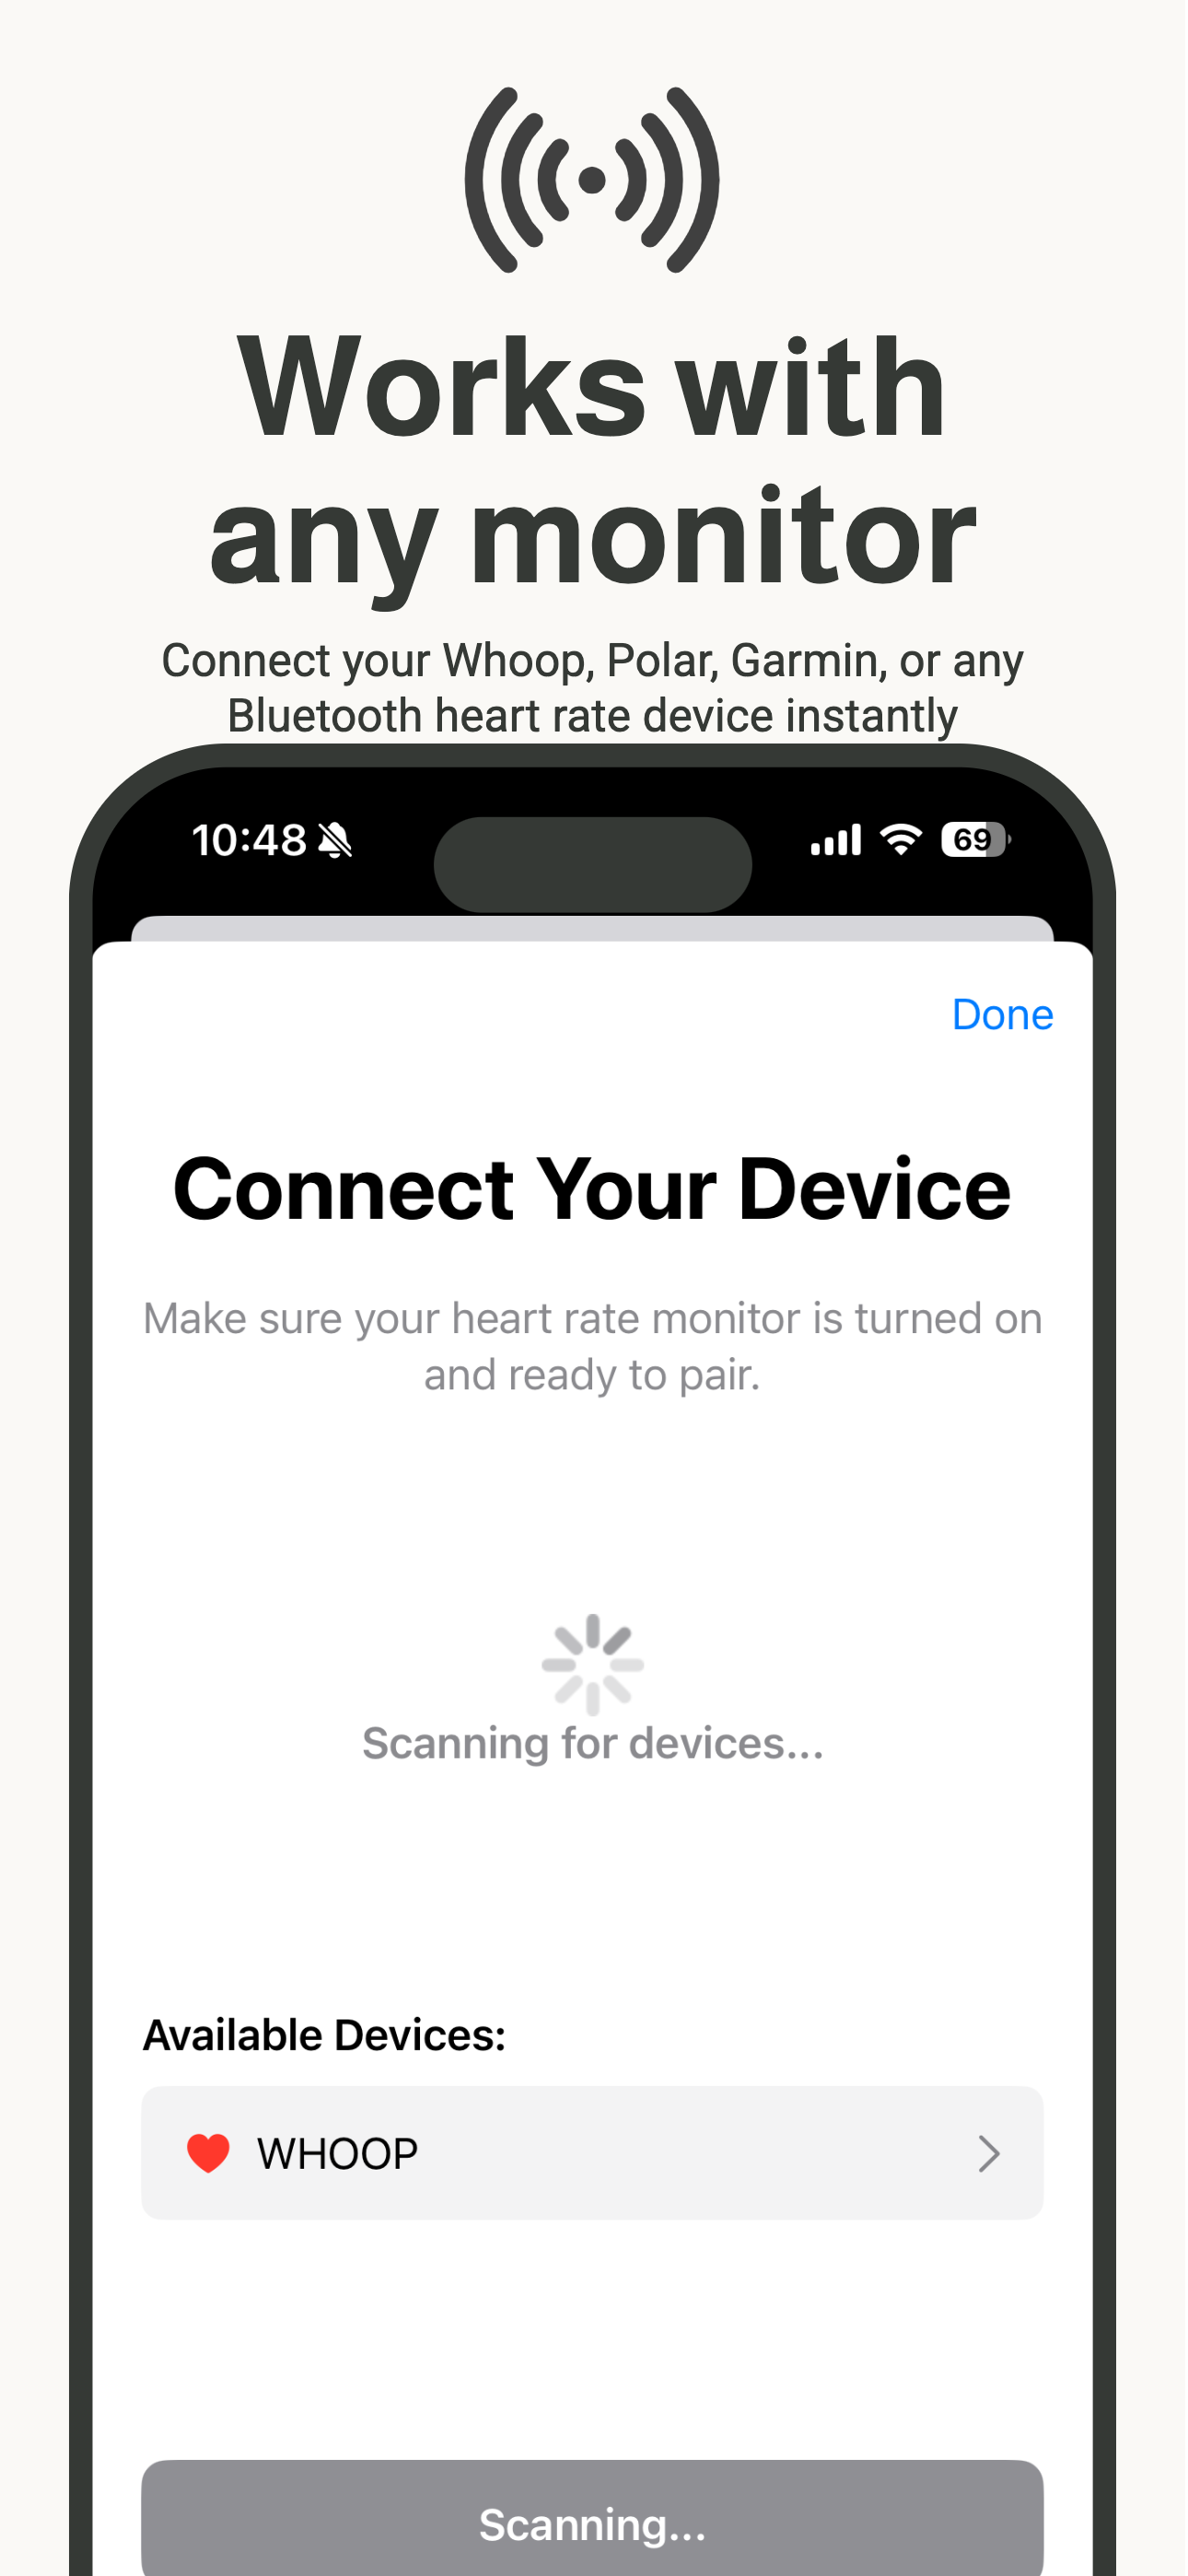 Works with
any monitor
Connect your Whoop, Polar, Garmin, or any
Bluetooth heart rate device instantly
10:48
69
Done
Connect Your Device
Make sure your heart rate monitor is turned on
and ready to pair.
Scanning for devices...
Available Devices:
WHOOP
Scanning...